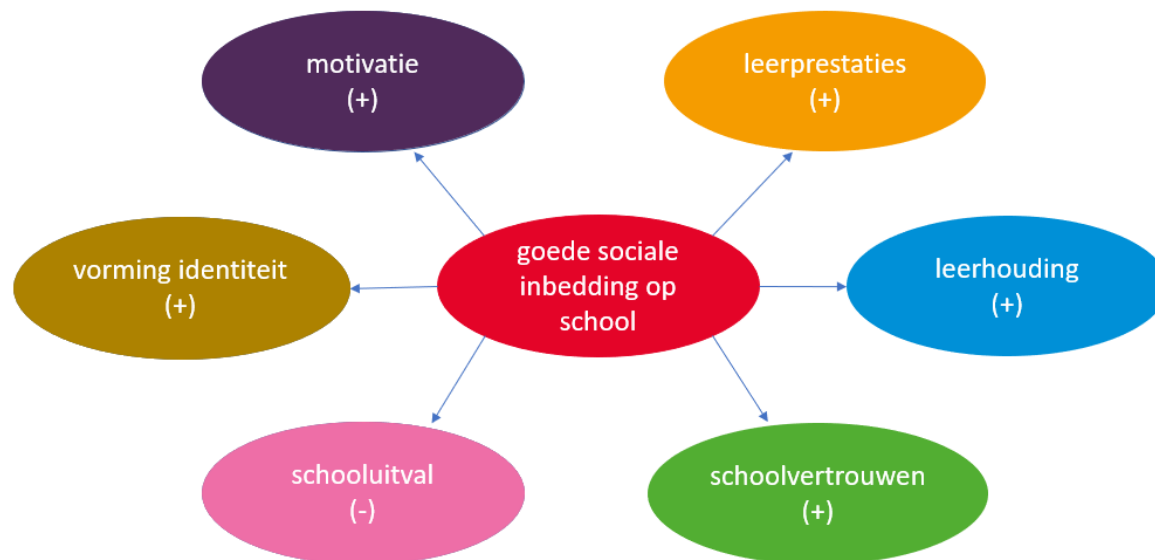 motivatie
(+)
leerprestaties
(+)
vorming identiteit
(+)
goede sociale
inbedding op
school
leerhouding
(+)
schooluitval
(-)
schoolvertrouwen
(+)